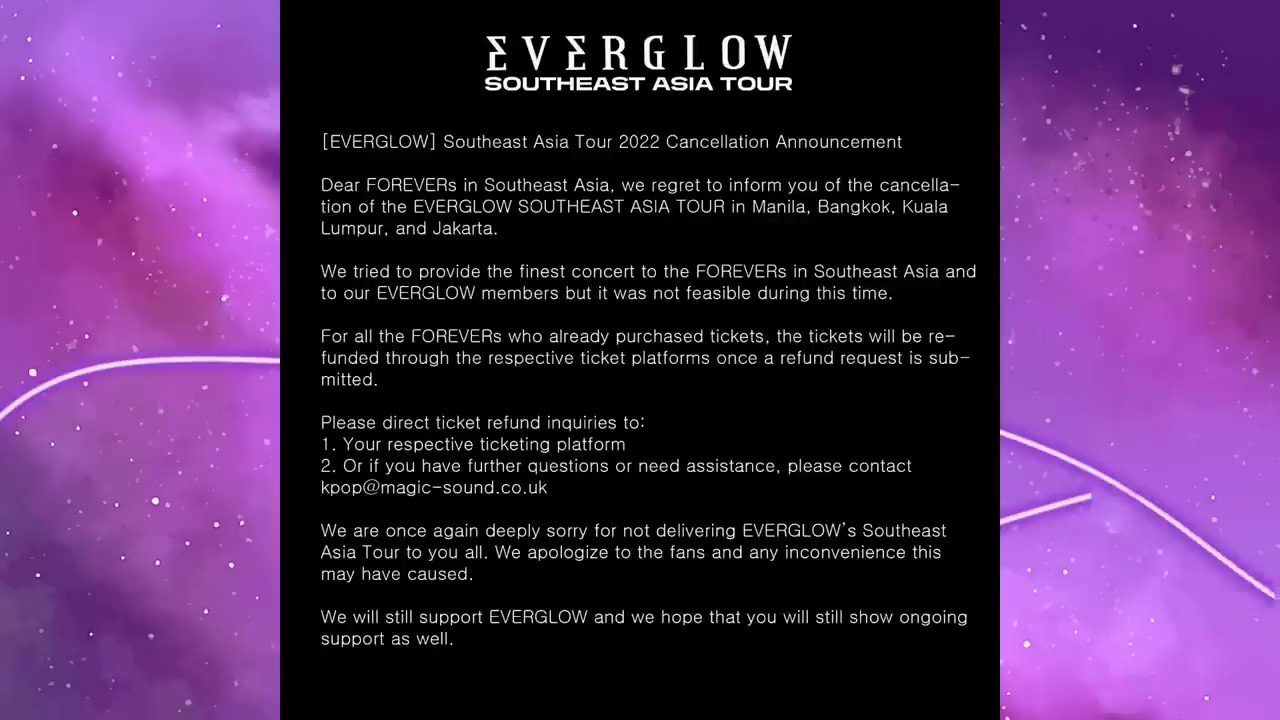 EVERGLOW
SOUTHEAST ASIA TOUR
[EVERGLOW] Southeast Asia Tour 2022 Cancellation Announcement
Dear FOREVERs in Southeast Asia, we regret to inform you of the cancella-
tion of the EVERGLOW SOUTHEAST ASIA TOUR in Manila, Bangkok, Kuala
Lumpur, and Jakarta.
We tried to provide the finest concert to the FOREVERs in Southeast Asia and
to our EVERGLOW members but it was not feasible during this time.
For all the FOREVERs who already purchased tickets, the tickets will be re-
funded through the respective ticket platforms once a refund request is sub-
mitted.
Please direct ticket refund inquiries to:
1. Your respective ticketing platform
2. Or if you have further questions or need assistance, please contact
kpop@magic-sound.co.uk
We are once again deeply sorry for not delivering EVERGLOW's Southeast
Asia Tour to you all. We apologize to the fans and any inconvenience this
may have caused.
We will still support EVERGLOW and we hope that you will still show ongoing
support as well.